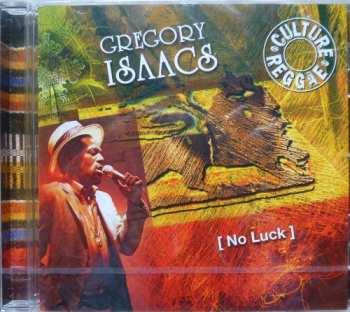 GREGORY
ISAACS
CULTURE
REGGAE
[ No Luck ]